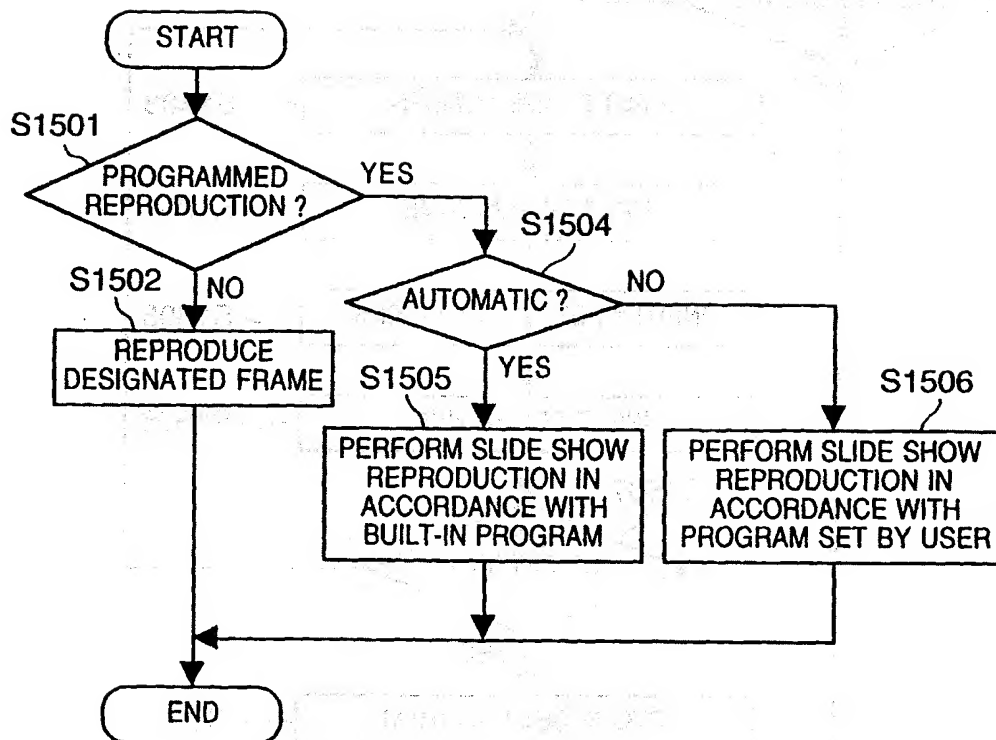 START
S1501
PROGRAMMED
REPRODUCTION ?
YES
S1504
AUTOMATIC ?
NO
S1502
NO
REPRODUCE
DESIGNATED FRAME
YES
S1505
PERFORM SLIDE SHOW
REPRODUCTION IN
ACCORDANCE WITH
BUILT-IN PROGRAM
S1506
PERFORM SLIDE SHOW
REPRODUCTION IN
ACCORDANCE WITH
PROGRAM SET BY USER
END